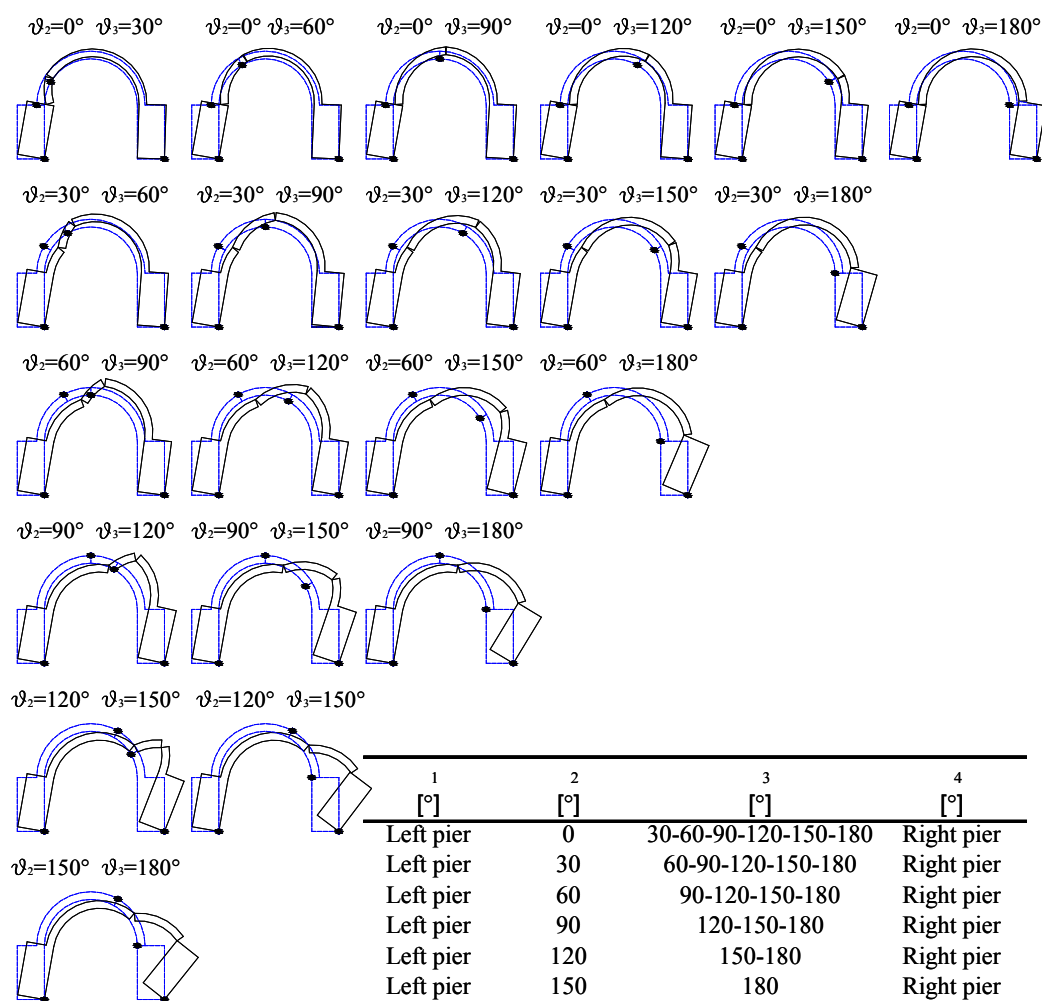 ϑ₂=0° ϑ₃=30° ϑ₂=0° ϑ₃=60° ϑ₂=0° ϑ₃=90° ϑ₂=0° ϑ₃=120° ϑ₂=0° ϑ₃=150° ϑ₂=0° ϑ₃=180°
ϑ₂=30° ϑ₃=60° ϑ₂=30° ϑ₃=90° ϑ₂=30° ϑ₃=120° ϑ₂=30° ϑ₃=150° ϑ₂=30° ϑ₃=180°
ϑ₂=60° ϑ₃=90° ϑ₂=60° ϑ₃=120° ϑ₂=60° ϑ₃=150° ϑ₂=60° ϑ₃=180°
ϑ₂=90° ϑ₃=120° ϑ₂=90° ϑ₃=150° ϑ₂=90° ϑ₃=180°
ϑ₂=120° ϑ₃=150° ϑ₂=120° ϑ₃=150°
ϑ₂=150° ϑ₃=180°
1 2 3 4
[°] [°] [°] [°]
Left pier 0 30-60-90-120-150-180 Right pier
Left pier 30 60-90-120-150-180 Right pier
Left pier 60 90-120-150-180 Right pier
Left pier 90 120-150-180 Right pier
Left pier 120 150-180 Right pier
Left pier 150 180 Right pier